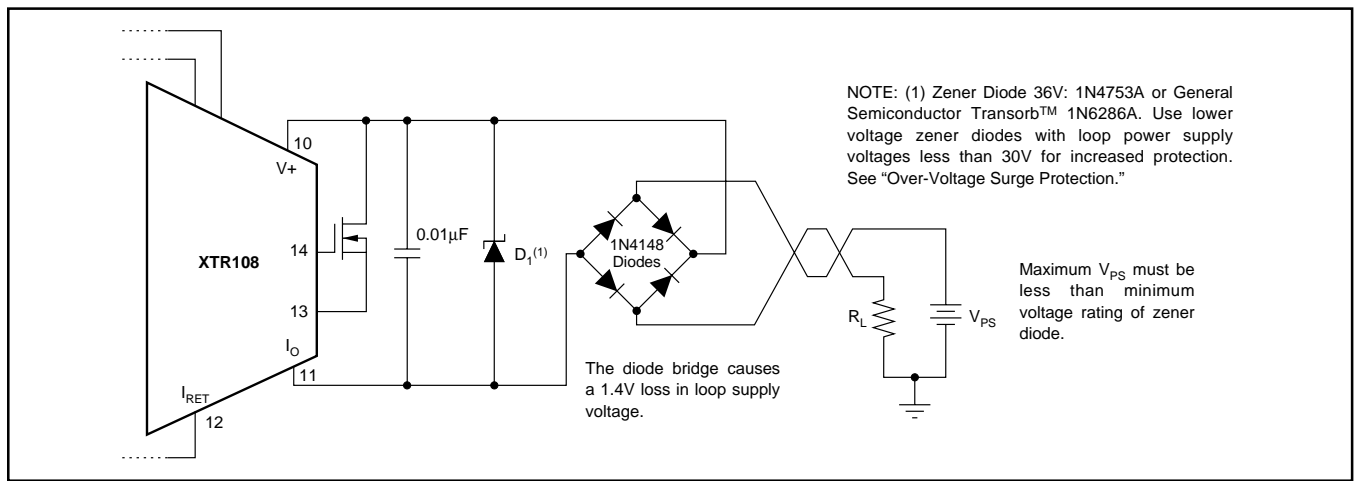 10
V+
14
XTR108
13
I_O
11
I_RET
12
0.01μF
D_1^(1)
1N4148
Diodes
The diode bridge causes
a 1.4V loss in loop supply
voltage.
NOTE: (1) Zener Diode 36V: 1N4753A or General
Semiconductor Transorb™ 1N6286A. Use lower
voltage zener diodes with loop power supply
voltages less than 30V for increased protection.
See “Over-Voltage Surge Protection.”
R_L
V_PS
Maximum V_PS must be
less than minimum
voltage rating of zener
diode.